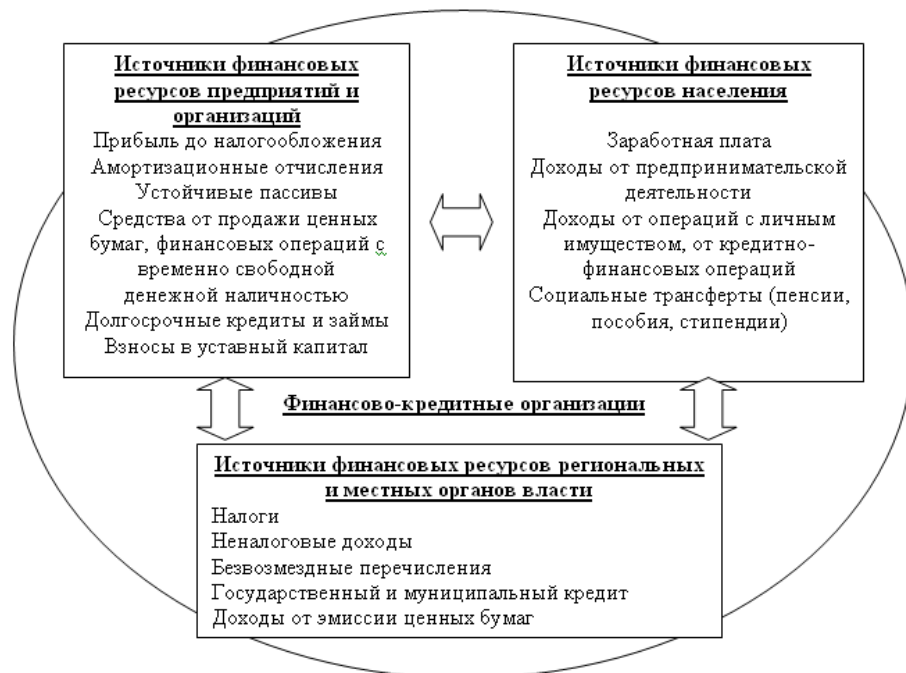 Источники финансовых
ресурсов предприятий и
организаций
Прибыль до налогообложения
Амортизационные отчисления
Устойчивые пассивы
Средства от продажи ценных
бумаг, финансовых операций с
временно свободной
денежной наличностью
Долгосрочные кредиты и займы
Взносы в уставный капитал
Источники финансовых
ресурсов населения
Заработная плата
Доходы от предпринимательской
деятельности
Доходы от операций с личным
имуществом, от кредитно-
финансовых операций
Социальные трансферты (пенсии,
пособия, стипендии)
Финансово-кредитные организации
Источники финансовых ресурсов региональных
и местных органов власти
Налоги
Неналоговые доходы
Безвозмездные перечисления
Государственный и муниципальный кредит
Доходы от эмиссии ценных бумаг